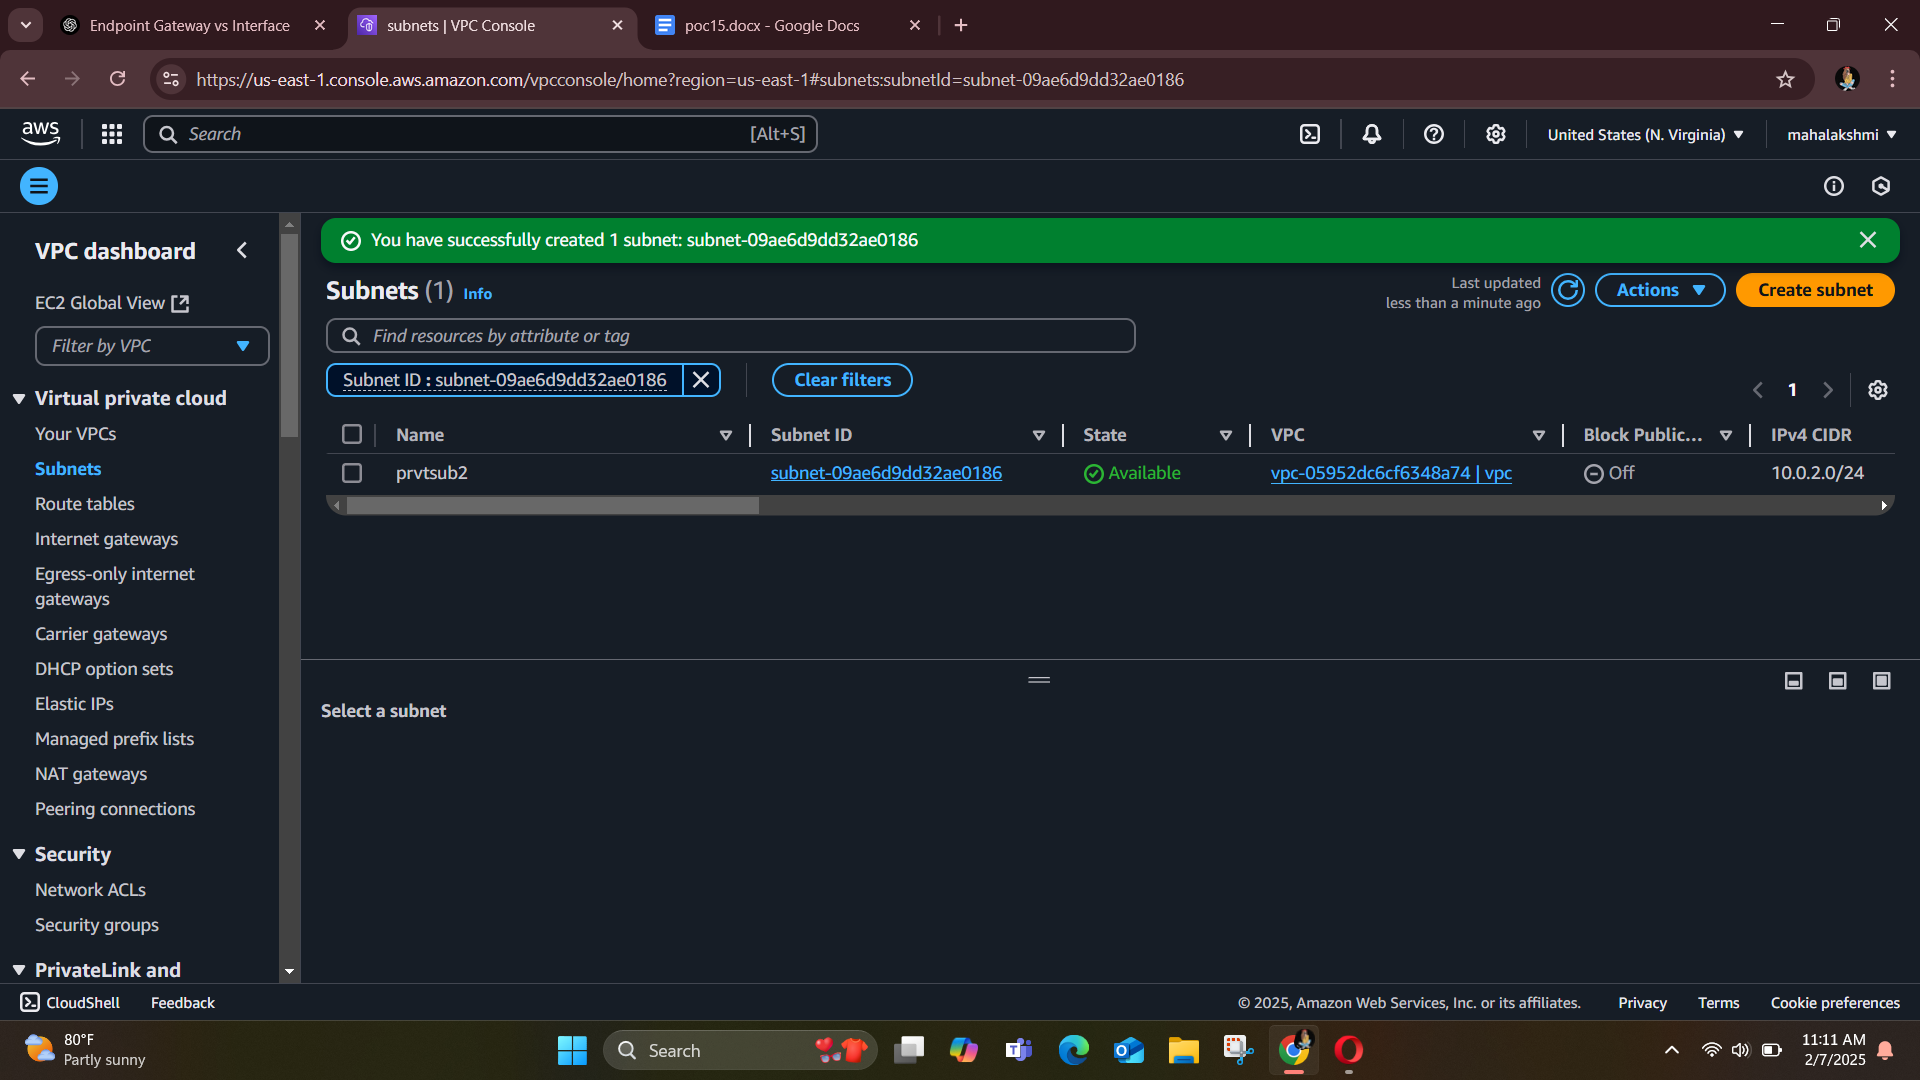 Endpoint Gateway vs Interface
subnets | VPC Console
poc15.docx - Google Docs
https://us-east-1.console.aws.amazon.com/vpcconsole/home?region=us-east-1#subnets:subnetId=subnet-09ae6d9dd32ae0186
aws
Search
[Alt+S]
United States (N. Virginia)
mahalakshmi
VPC dashboard
EC2 Global View
Filter by VPC
Virtual private cloud
Your VPCs
Subnets
Route tables
Internet gateways
Egress-only internet
gateways
Carrier gateways
DHCP option sets
Elastic IPs
Managed prefix lists
NAT gateways
Peering connections
Security
Network ACLs
Security groups
PrivateLink and
You have successfully created 1 subnet: subnet-09ae6d9dd32ae0186
Subnets (1) Info
Last updated
less than a minute ago
Actions
Create subnet
Find resources by attribute or tag
Subnet ID : subnet-09ae6d9dd32ae0186
Clear filters
1
Name Subnet ID State VPC Block Public... IPv4 CIDR
prvtsub2 subnet-09ae6d9dd32ae0186 Available vpc-05952dc6cf6348a74 | vpc Off 10.0.2.0/24
Select a subnet
CloudShell Feedback
© 2025, Amazon Web Services, Inc. or its affiliates. Privacy Terms Cookie preferences
80°F
Partly sunny
Search
11:11 AM
2/7/2025